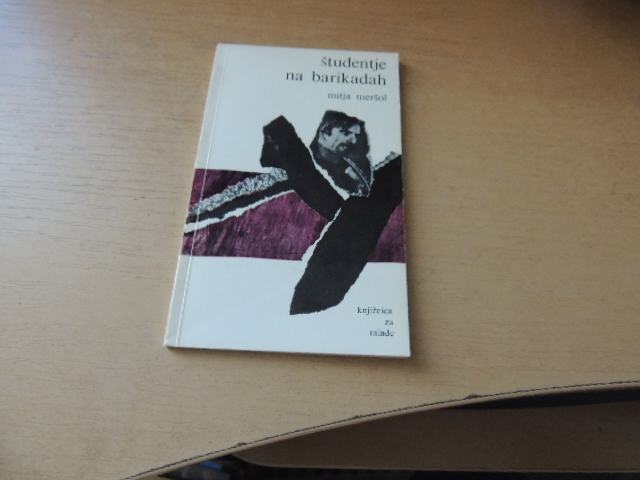 študentje
na barikadah
mitja meršol
knjižnica
za
mlade